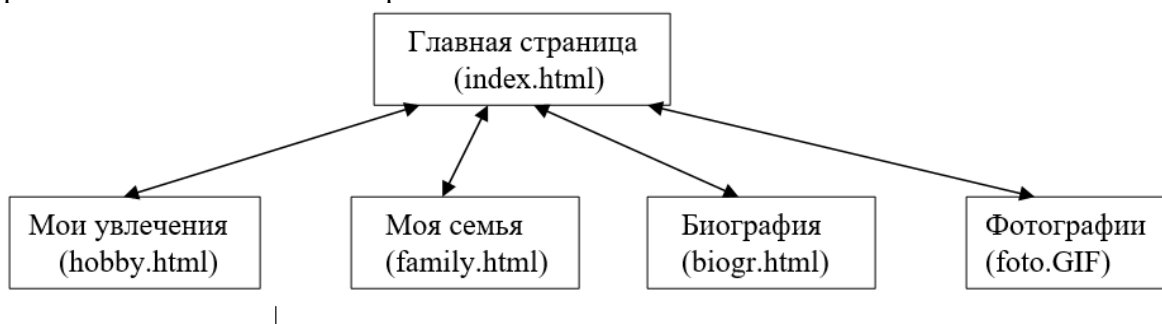 Главная страница
(index.html)
Мои увлечения
(hobby.html)
Моя семья
(family.html)
Биография
(biogr.html)
Фотографии
(foto.GIF)